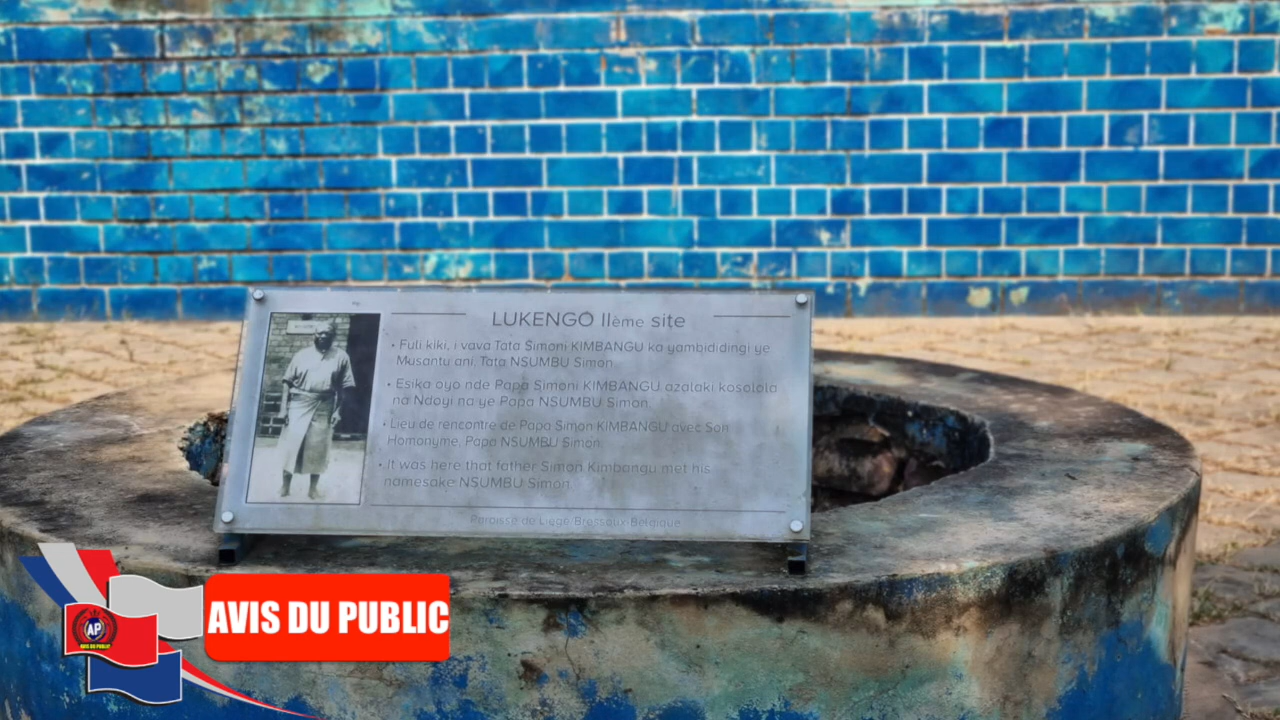 LUKENGO IIème site
• Fuli kiki, i vava Tata Simoni KIMBANGU ka yambididingi ye
Musantu ani, Tata NSUMBU Simon.
• Esika oyo nde Papa Simoni KIMBANGU azalaki kosolola
na Ndoyi na ye Papa NSUMBU Simon.
• Lieu de rencontre de Papa Simon KIMBANGU avec Son
Homonyme, Papa NSUMBU Simon
• It was here that father Simon Kimbangu met his
namesake NSUMBU Simon.
Paroisse de Liège/Bressoux-Belgique
AVIS DU PUBLIC
AP
AVIS DU PUBLIC